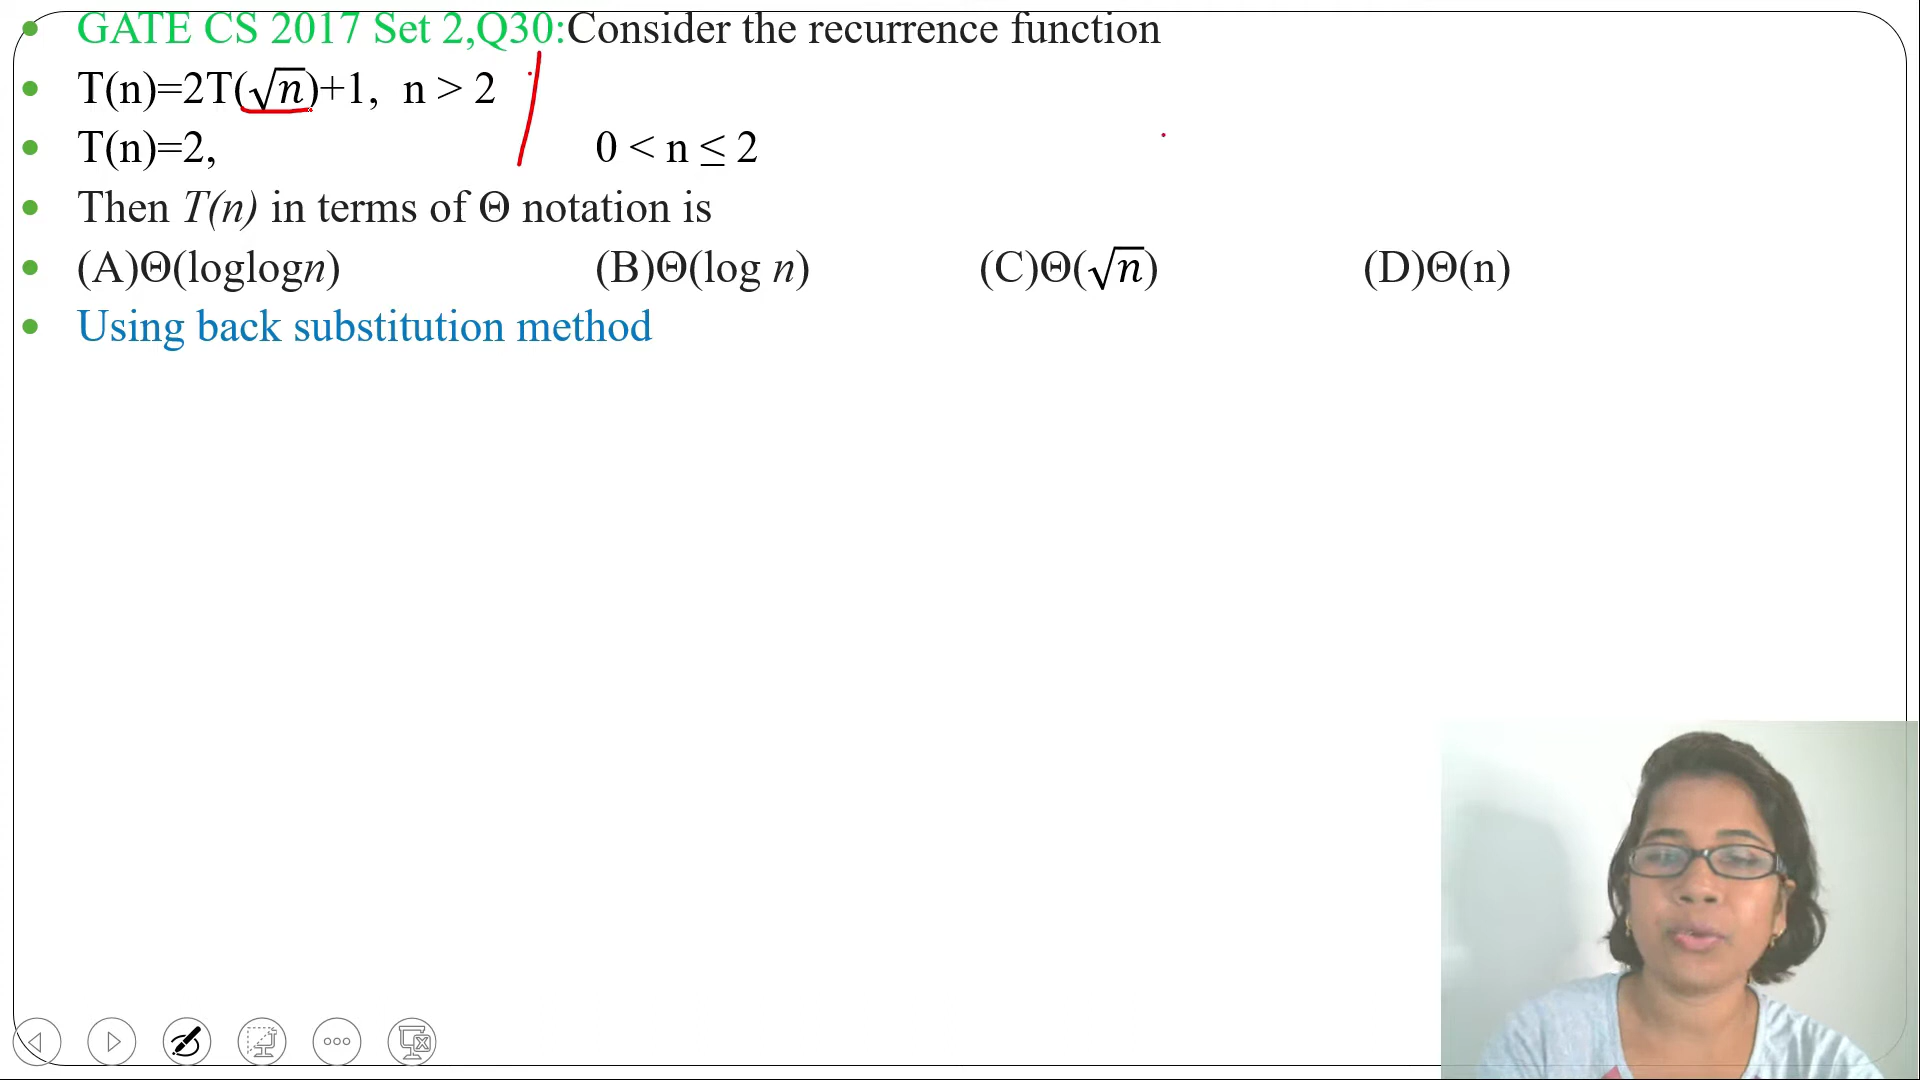 GATE CS 2017 Set 2,Q30:Consider the recurrence function
T(n)=2T(√n)+1, n > 2
T(n)=2, 0 < n ≤ 2
Then T(n) in terms of Θ notation is
(A)Θ(loglogn) (B)Θ(log n) (C)Θ(√n) (D)Θ(n)
Using back substitution method